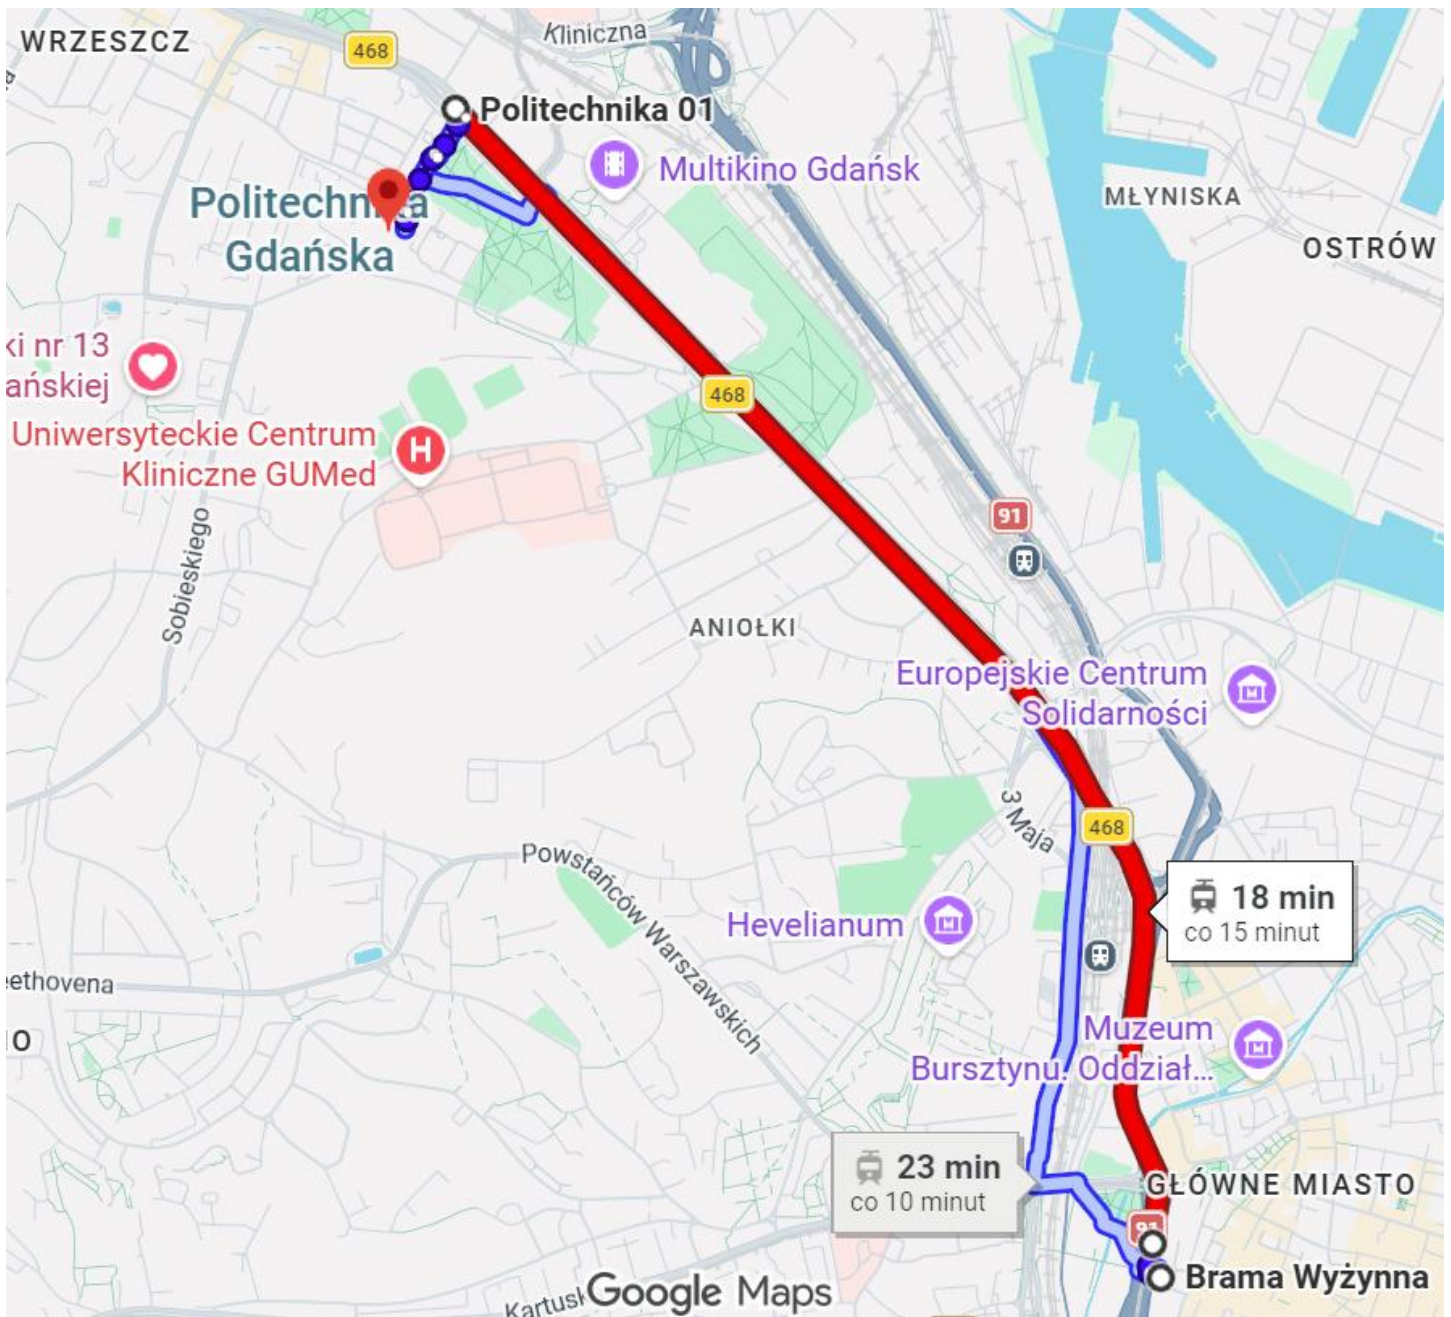 WRZESZCZ
468
Kliniczna
Politechnika 01
Multikino Gdańsk
MŁYNISKA
Politechnika
Gdańska
OSTRÓW
ki nr 13
ańskiej
468
Uniwersyteckie Centrum
Kliniczne GUMed
H
91
Sobieskiego
ANIOŁKI
Europejskie Centrum
Solidarności
3 Maja
468
Powstańców Warszawskich
18 min
co 15 minut
Hevelianum
eethovena
Muzeum
Bursztynu. Oddział...
23 min
co 10 minut
GŁÓWNE MIASTO
91
Brama Wyżynna
Kartusk
Google Maps